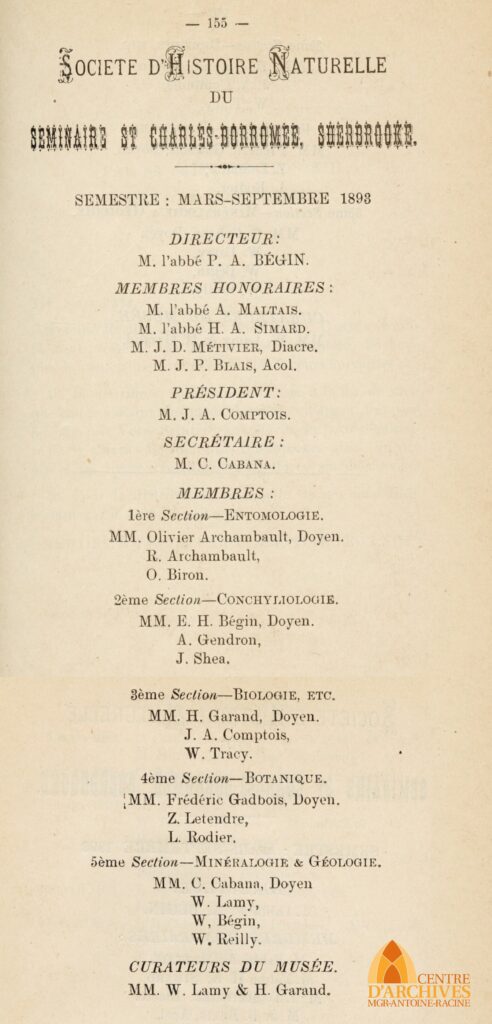 — 155 —
SOCIETE D'HISTOIRE NATURELLE
DU
SEMINAIRE ST CHARLES-BORROMEE, SHERBROOKE.
SEMESTRE : MARS-SEPTEMBRE 1893
DIRECTEUR:
M. l'abbé P. A. BÉGIN.
MEMBRES HONORAIRES :
M. l'abbé A. MALTAIS.
M. l'abbé H. A. SIMARD.
M. J. D. MÉTIVIER, Diacre.
M. J. P. BLAIS, Acol.
PRÉSIDENT:
M. J. A. COMPTOIS.
SECRÉTAIRE :
M. C. CABANA.
MEMBRES :
1ère Section—ENTOMOLOGIE.
MM. Olivier Archambault, Doyen.
R. Archambault,
O. Biron.
2ème Section—CONCHYLIOLOGIE.
MM. E. H. Bégin, Doyen.
A. Gendron,
J. Shea.
3ème Section—BIOLOGIE, ETC.
MM. H. Garand, Doyen.
J. A. Comptois,
W. Tracy.
4ème Section—BOTANIQUE.
MM. Frédéric Gadbois, Doyen.
Z. Letendre,
L. Rodier.
5ème Section—MINÉRALOGIE & GÉOLOGIE.
MM. C. Cabana, Doyen
W. Lamy,
W, Bégin,
W. Reilly.
CURATEURS DU MUSÉE.
MM. W. Lamy & H. Garand.
CENTRE
D'ARCHIVES
MGR-ANTOINE-RACINE